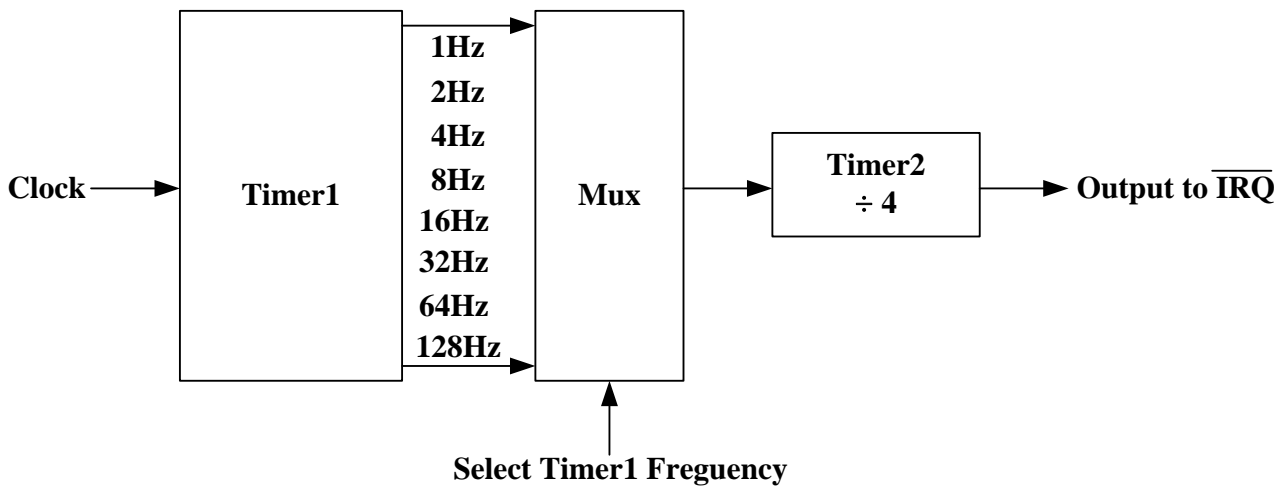 Clock
Timer1
1Hz
2Hz
4Hz
8Hz
16Hz
32Hz
64Hz
128Hz
Mux
Timer2
÷ 4
Output to IRQ
Select Timer1 Freguency